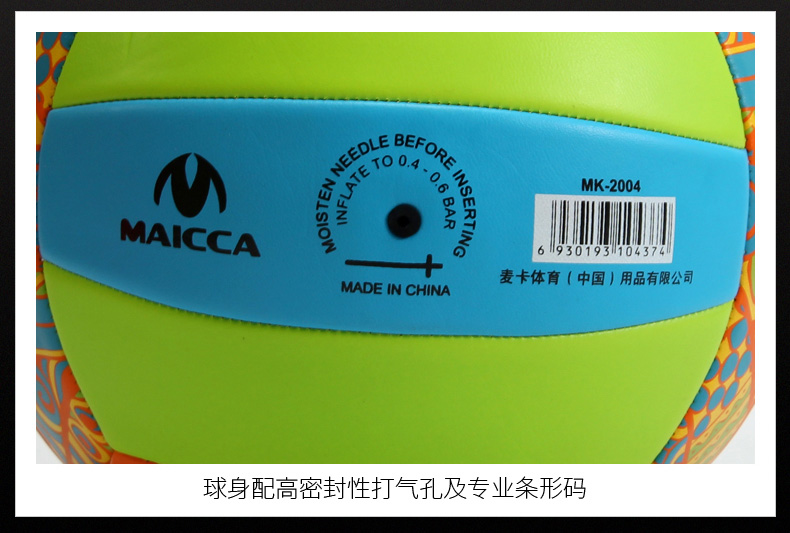 MAICCA
MOISTEN NEEDLE BEFORE INSERTING
INFLATE TO 0.4 - 0.6 BAR
MADE IN CHINA
MK-2004
6 930193 104374
麦卡体育（中国）用品有限公司
球身配高密封性打气孔及专业条形码